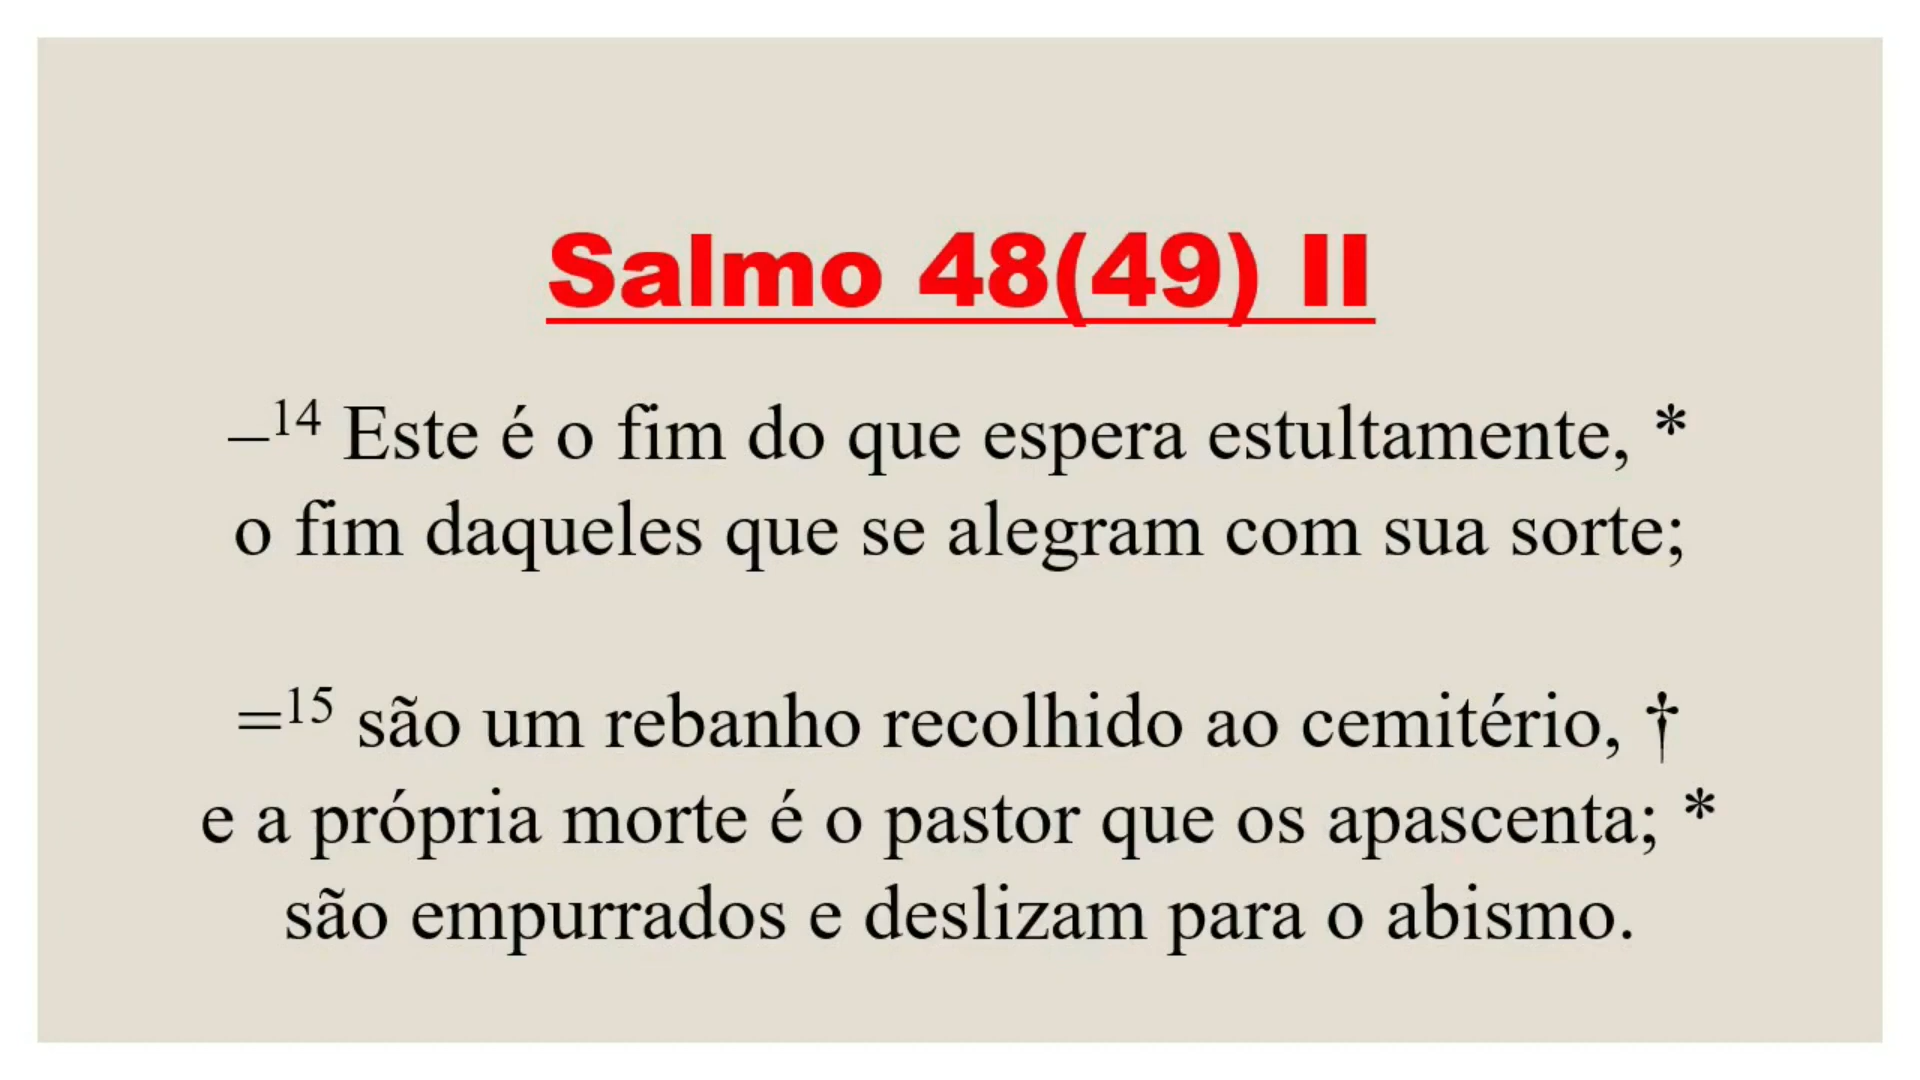 Salmo 48(49) II
–¹⁴ Este é o fim do que espera estultamente, *
o fim daqueles que se alegram com sua sorte;
=¹⁵ são um rebanho recolhido ao cemitério, †
e a própria morte é o pastor que os apascenta; *
são empurrados e deslizam para o abismo.